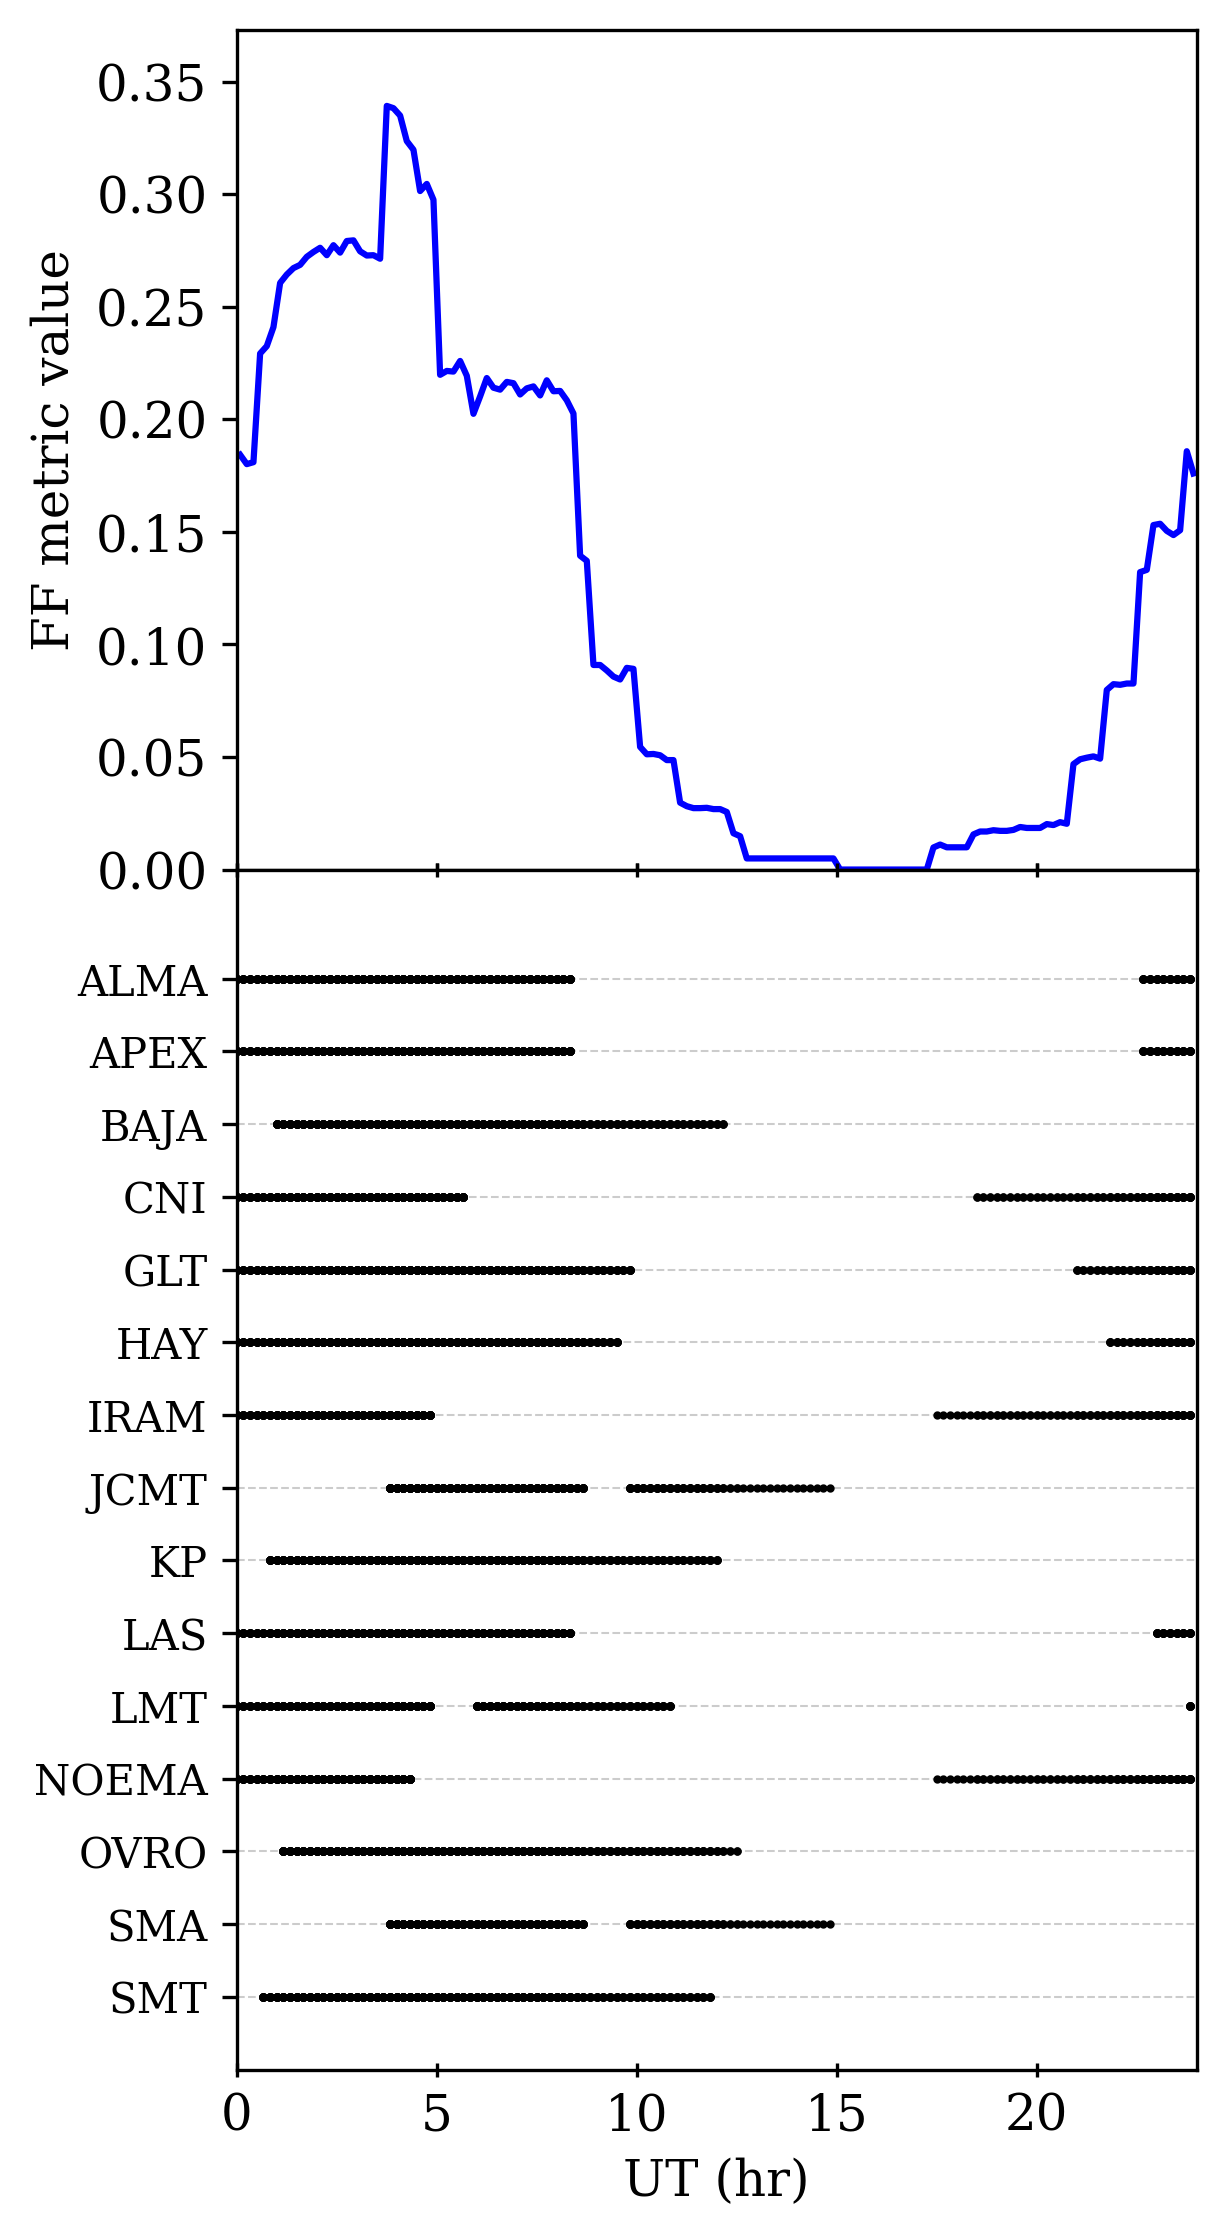 0.35
0.30
0.25
0.20
0.15
0.10
0.05
0.00
FF metric value
ALMA
APEX
BAJA
CNI
GLT
HAY
IRAM
JCMT
KP
LAS
LMT
NOEMA
OVRO
SMA
SMT
0 5 10 15 20
UT (hr)